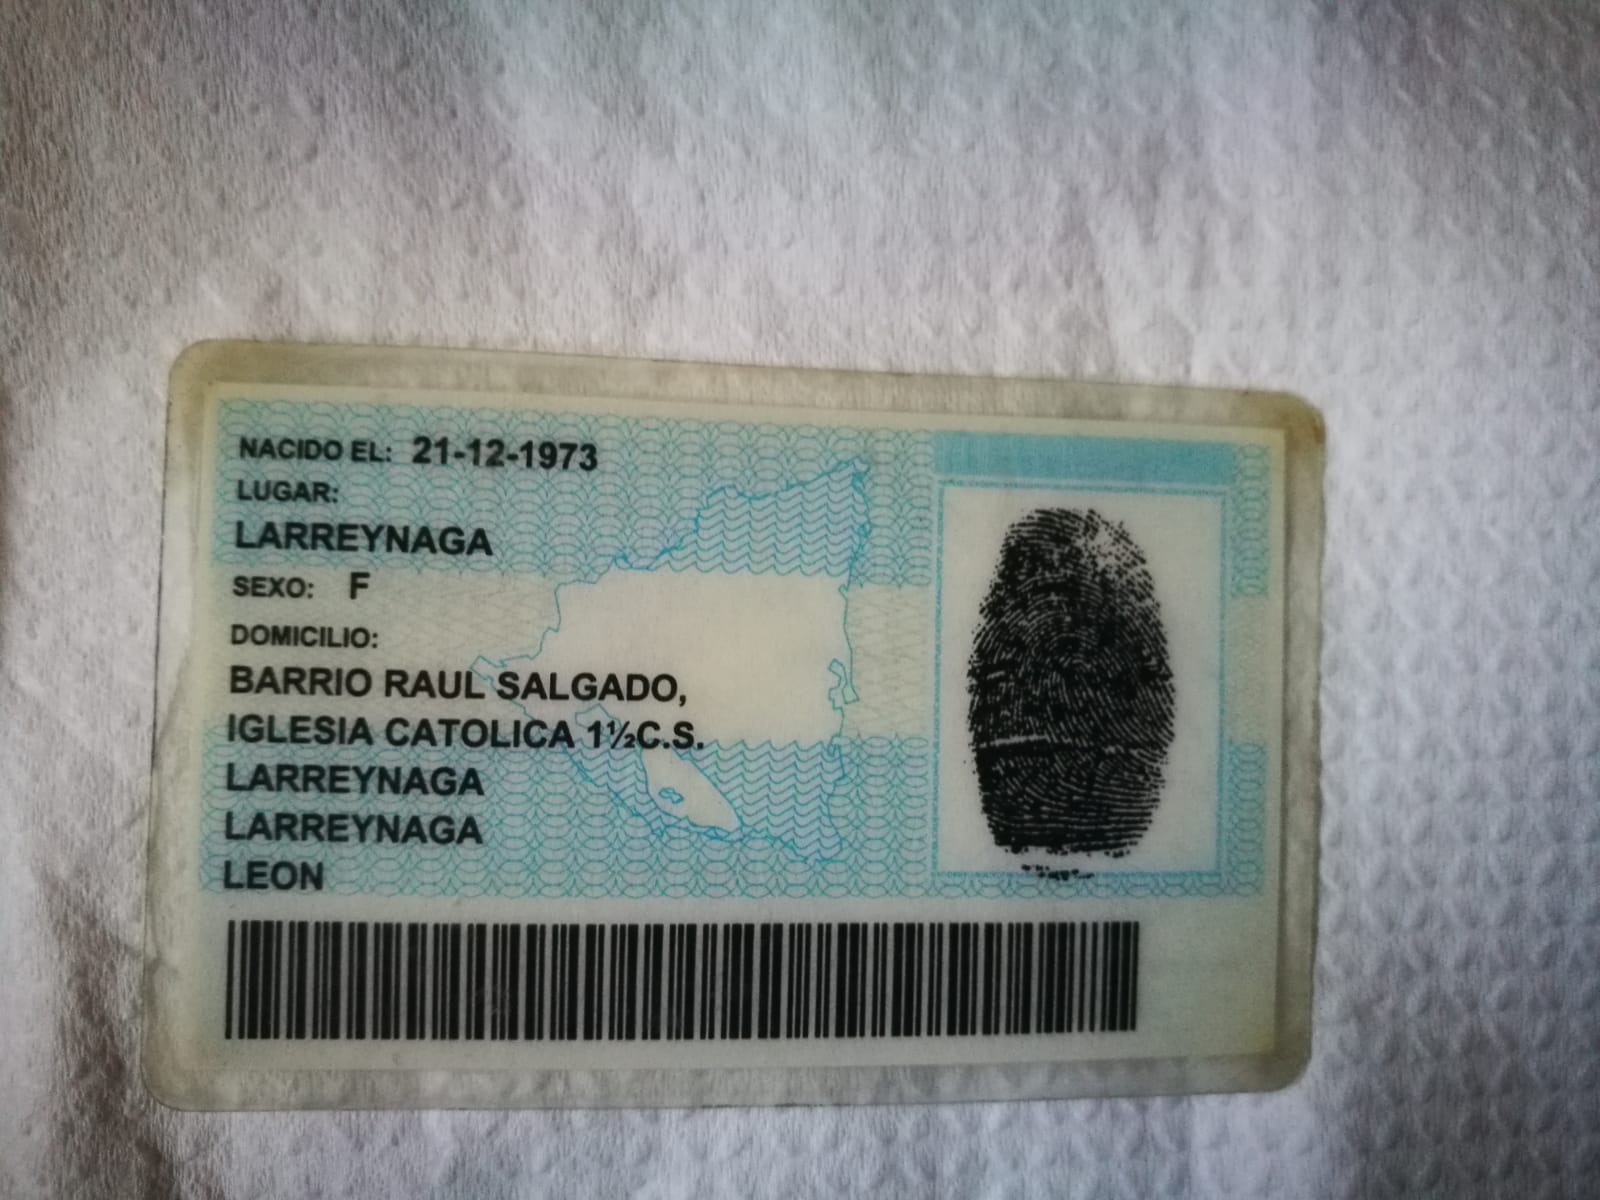 NACIDO EL: 21-12-1973
LUGAR:
LARREYNAGA
SEXO: F
DOMICILIO:
BARRIO RAUL SALGADO,
IGLESIA CATOLICA 1½C.S.
LARREYNAGA
LARREYNAGA
LEON